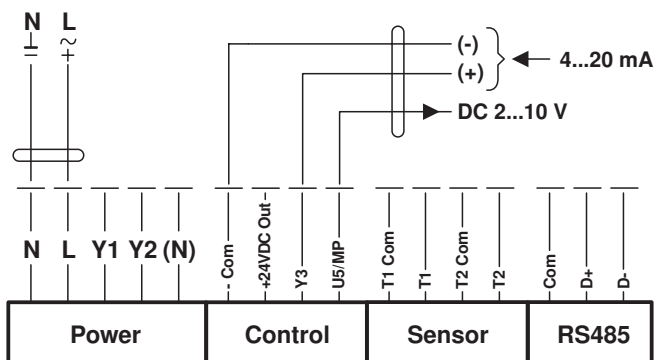 N L
(-)
(+)
4...20 mA
DC 2...10 V
N L Y1 Y2 (N)
- Com
+24VDC Out
Y3
U5/MP
T1 Com
T1
T2 Com
T2
Com
D+
D-
Power Control Sensor RS485